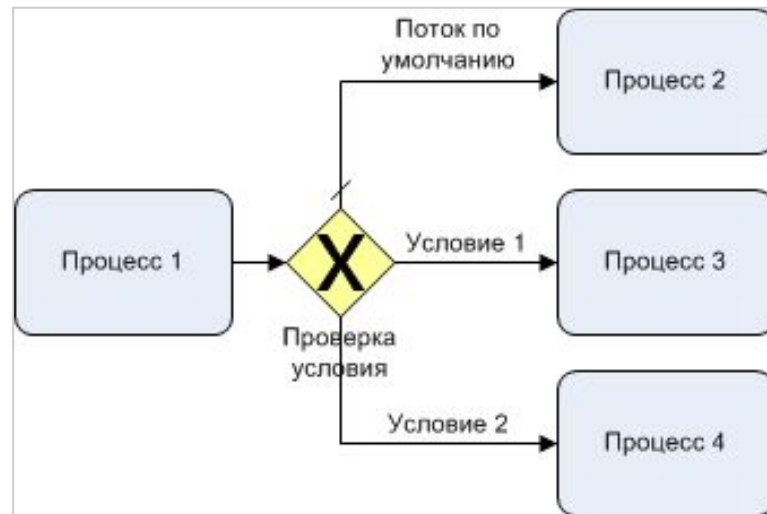 Поток по
умолчанию
Процесс 2
Процесс 1
X
Условие 1
Процесс 3
Проверка
условия
Условие 2
Процесс 4